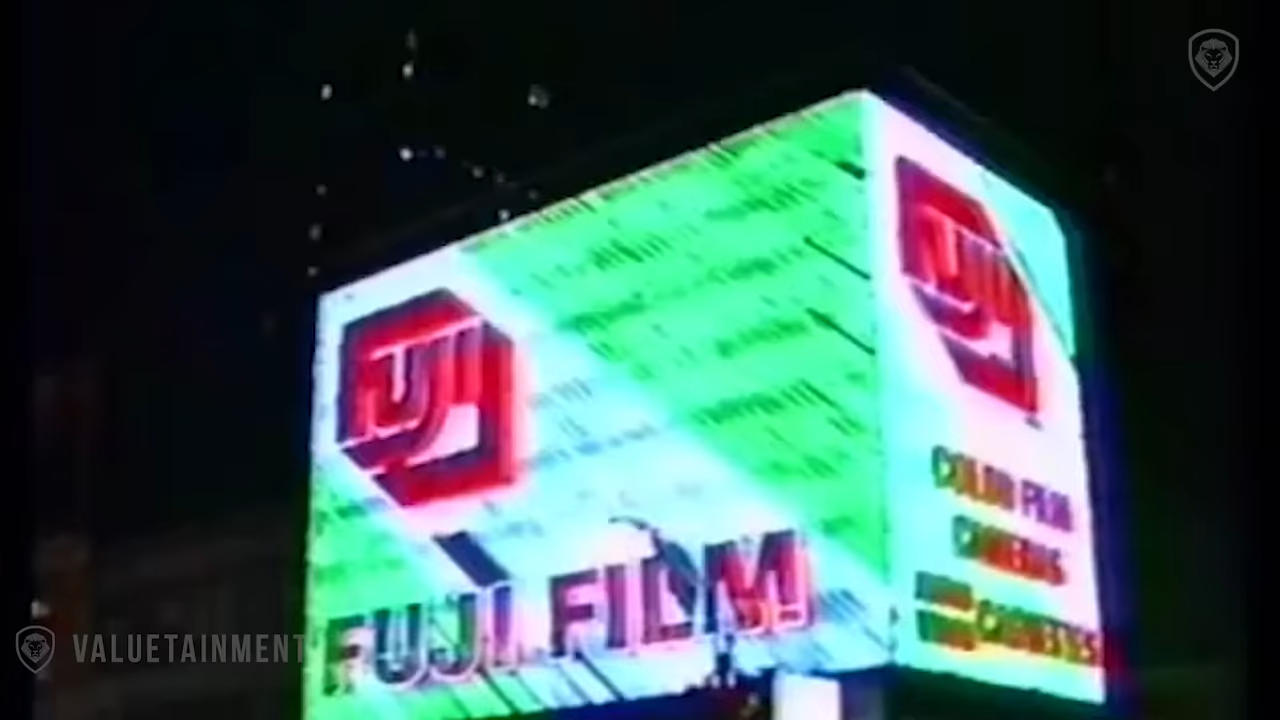 FUJI
FUJI FILM
FUJI
COLOR FILM
CAMERAS
CASSETTES
VALUETAINMENT